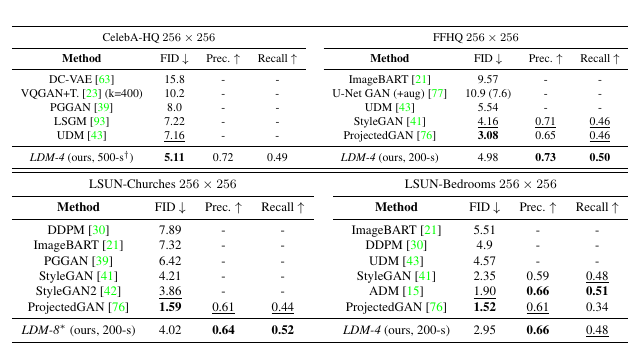 CelebA-HQ 256 × 256
Method FID ↓ Prec. ↑ Recall ↑
DC-VAE [63] 15.8 - -
VQGAN+T. [23] (k=400) 10.2 - -
PGGAN [39] 8.0 - -
LSGM [93] 7.22 - -
UDM [43] 7.16 - -
LDM-4 (ours, 500-s†) 5.11 0.72 0.49
FFHQ 256 × 256
Method FID ↓ Prec. ↑ Recall ↑
ImageBART [21] 9.57 - -
U-Net GAN (+aug) [77] 10.9 (7.6) - -
UDM [43] 5.54 - -
StyleGAN [41] 4.16 0.71 0.46
ProjectedGAN [76] 3.08 0.65 0.46
LDM-4 (ours, 200-s) 4.98 0.73 0.50
LSUN-Churches 256 × 256
Method FID ↓ Prec. ↑ Recall ↑
DDPM [30] 7.89 - -
ImageBART [21] 7.32 - -
PGGAN [39] 6.42 - -
StyleGAN [41] 4.21 - -
StyleGAN2 [42] 3.86 - -
ProjectedGAN [76] 1.59 0.61 0.44
LDM-8* (ours, 200-s) 4.02 0.64 0.52
LSUN-Bedrooms 256 × 256
Method FID ↓ Prec. ↑ Recall ↑
ImageBART [21] 5.51 - -
DDPM [30] 4.9 - -
UDM [43] 4.57 - -
StyleGAN [41] 2.35 0.59 0.48
ADM [15] 1.90 0.66 0.51
ProjectedGAN [76] 1.52 0.61 0.34
LDM-4 (ours, 200-s) 2.95 0.66 0.48